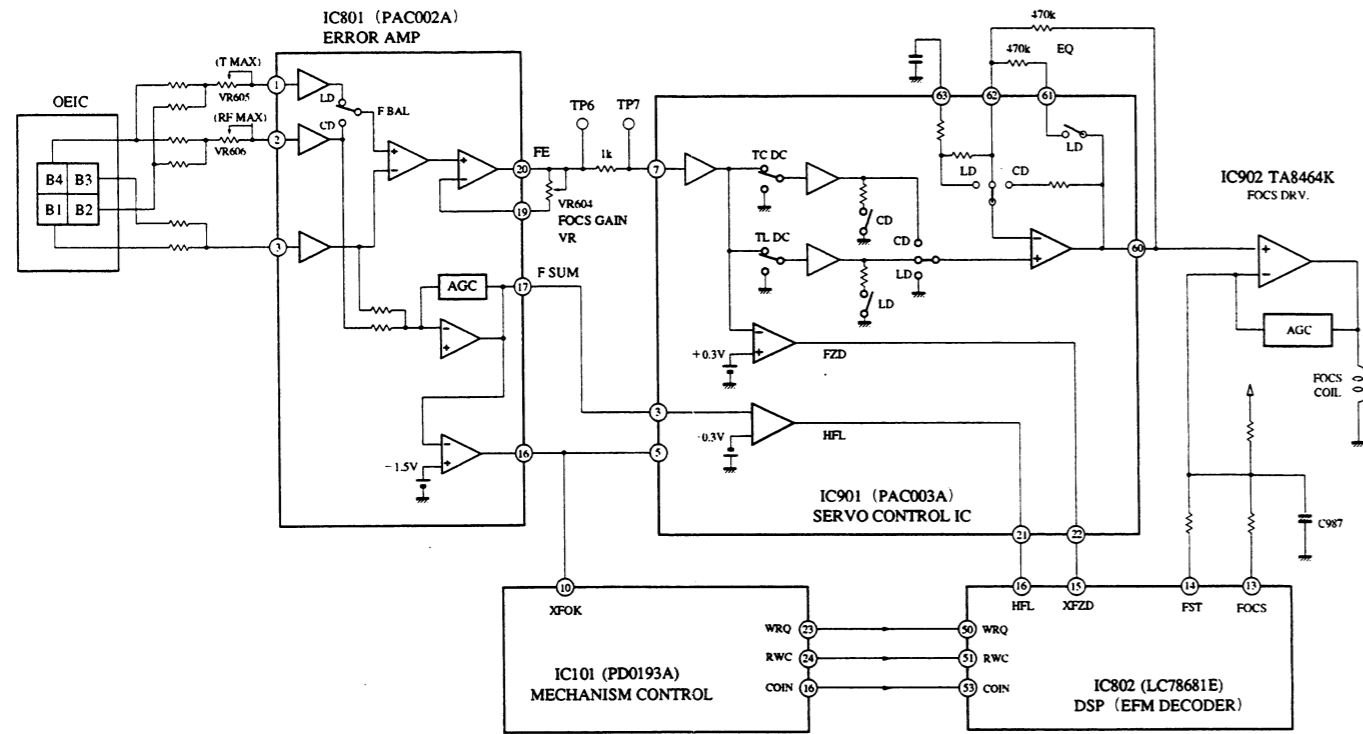 IC801 (PAC002A)
ERROR AMP
470k
470k
EQ
(T MAX)
VR605
1
LD
F BAL
CD
OEIC
(RF MAX)
VR606
2
B4
B3
B1
B2
3
TP6
TP7
FE
1k
20
19
VR604
FOCS GAIN
VR
7
63
62
61
LD
TC DC
LD
CD
CD
CD
TL DC
LD
LD
60
IC902 TA8464K
FOCS DRV.
AGC
F SUM
17
AGC
FOCS
COIL
+0.3V
FZD
3
-0.3V
HFL
-1.5V
16
5
IC901 (PAC003A)
SERVO CONTROL IC
21
22
C987
10
XFOK
16
HFL
15
XFZD
14
FST
13
FOCS
WRQ
23
50
WRQ
RWC
24
51
RWC
COIN
16
53
COIN
IC101 (PD0193A)
MECHANISM CONTROL
IC802 (LC78681E)
DSP (EFM DECODER)